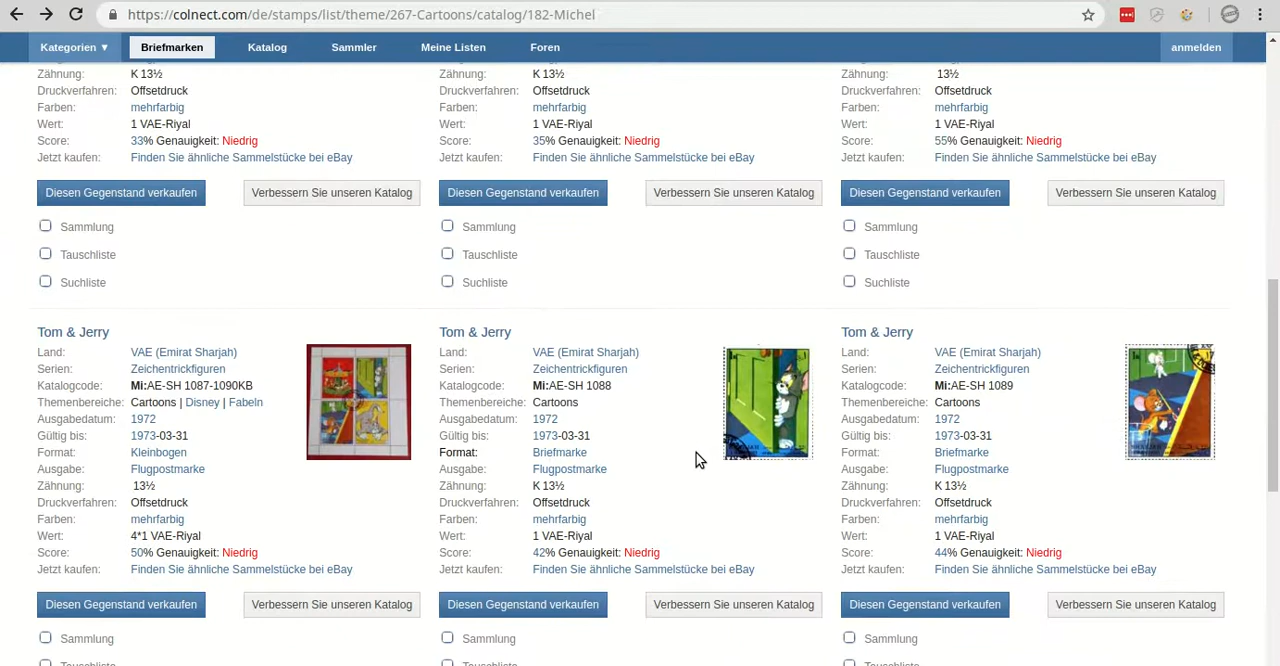 https://colnect.com/de/stamps/list/theme/267-Cartoons/catalog/182-Michel
Kategorien ▼ Briefmarken Katalog Sammler Meine Listen Foren anmelden
Zähnung: K 13½ Zähnung: K 13½ Zähnung: 13½
Druckverfahren: Offsetdruck Druckverfahren: Offsetdruck Druckverfahren: Offsetdruck
Farben: mehrfarbig Farben: mehrfarbig Farben: mehrfarbig
Wert: 1 VAE-Riyal Wert: 1 VAE-Riyal Wert: 1 VAE-Riyal
Score: 33% Genauigkeit: Niedrig Score: 35% Genauigkeit: Niedrig Score: 55% Genauigkeit: Niedrig
Jetzt kaufen: Finden Sie ähnliche Sammelstücke bei eBay Jetzt kaufen: Finden Sie ähnliche Sammelstücke bei eBay Jetzt kaufen: Finden Sie ähnliche Sammelstücke bei eBay
Diesen Gegenstand verkaufen Verbessern Sie unseren Katalog Diesen Gegenstand verkaufen Verbessern Sie unseren Katalog Diesen Gegenstand verkaufen Verbessern Sie unseren Katalog
Sammlung Sammlung Sammlung
Tauschliste Tauschliste Tauschliste
Suchliste Suchliste Suchliste
Tom & Jerry Tom & Jerry Tom & Jerry
Land: VAE (Emirat Sharjah) Land: VAE (Emirat Sharjah) Land: VAE (Emirat Sharjah)
Serien: Zeichentrickfiguren Serien: Zeichentrickfiguren Serien: Zeichentrickfiguren
Katalogcode: Mi:AE-SH 1087-1090KB Katalogcode: Mi:AE-SH 1088 Katalogcode: Mi:AE-SH 1089
Themenbereiche: Cartoons | Disney | Fabeln Themenbereiche: Cartoons Themenbereiche: Cartoons
Ausgabedatum: 1972 Ausgabedatum: 1972 Ausgabedatum: 1972
Gültig bis: 1973-03-31 Gültig bis: 1973-03-31 Gültig bis: 1973-03-31
Format: Kleinbogen Format: Briefmarke Format: Briefmarke
Ausgabe: Flugpostmarke Ausgabe: Flugpostmarke Ausgabe: Flugpostmarke
Zähnung: 13½ Zähnung: K 13½ Zähnung: K 13½
Druckverfahren: Offsetdruck Druckverfahren: Offsetdruck Druckverfahren: Offsetdruck
Farben: mehrfarbig Farben: mehrfarbig Farben: mehrfarbig
Wert: 4*1 VAE-Riyal Wert: 1 VAE-Riyal Wert: 1 VAE-Riyal
Score: 50% Genauigkeit: Niedrig Score: 42% Genauigkeit: Niedrig Score: 44% Genauigkeit: Niedrig
Jetzt kaufen: Finden Sie ähnliche Sammelstücke bei eBay Jetzt kaufen: Finden Sie ähnliche Sammelstücke bei eBay Jetzt kaufen: Finden Sie ähnliche Sammelstücke bei eBay
Diesen Gegenstand verkaufen Verbessern Sie unseren Katalog Diesen Gegenstand verkaufen Verbessern Sie unseren Katalog Diesen Gegenstand verkaufen Verbessern Sie unseren Katalog
Sammlung Sammlung Sammlung
Tauschliste Tauschliste Tauschliste